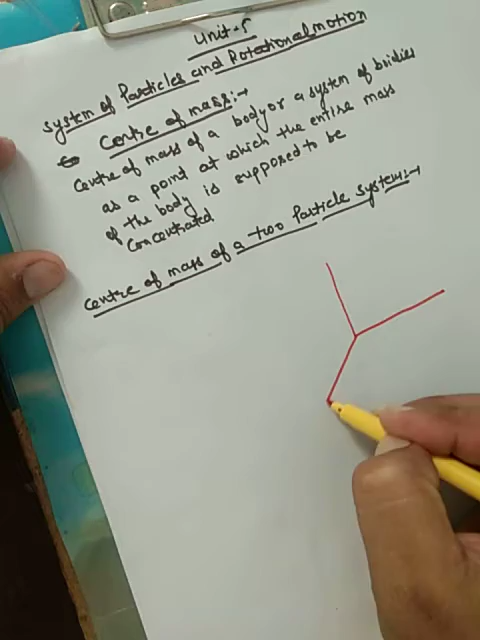 Unit-5
System of Particles and Rotational motion
Centre of mass:→
Centre of mass of a body or a system of bodies
as a point at which the entire mass
of the body is supposed to be
concentrated
Centre of mass of a two Particle system:→